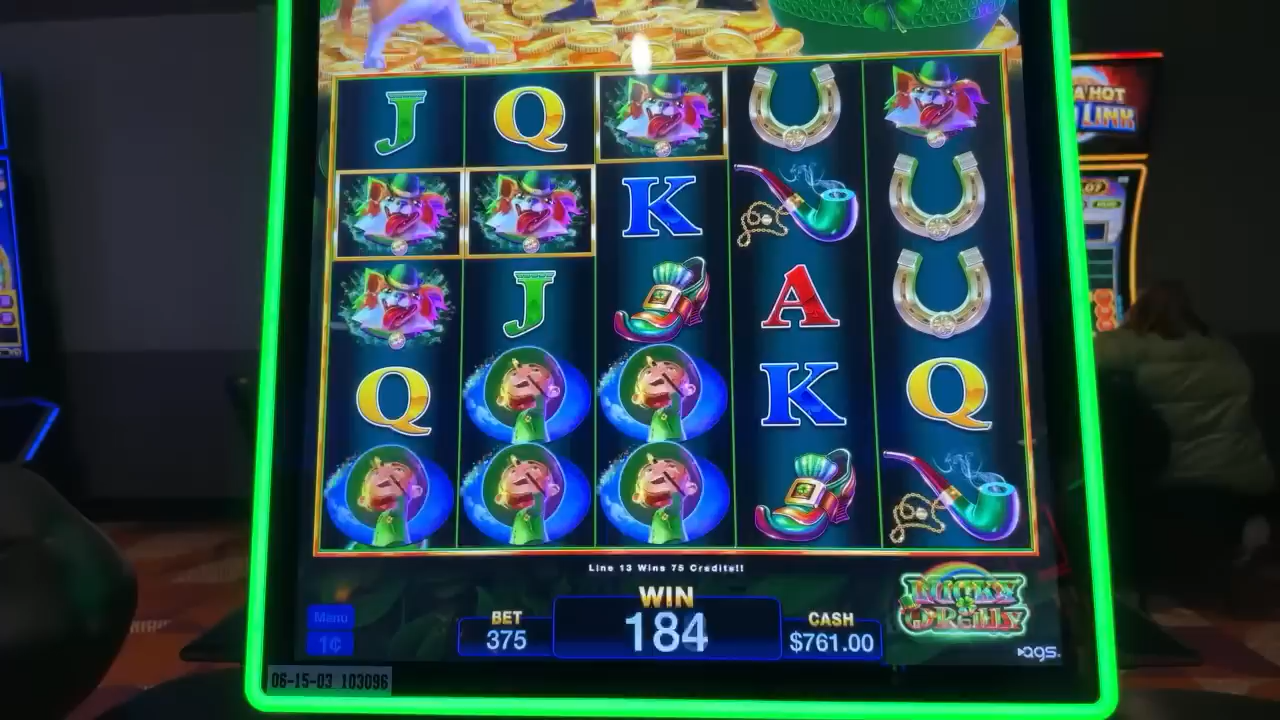 A HOT
LINK
J Q
K
J A
Q K Q
Line 13 Wins 75 Credits!!
WIN
184
BET
375
CASH
$761.00
Menu
1¢
MICKY
O'REILLY
AGS
06-15-03 103096